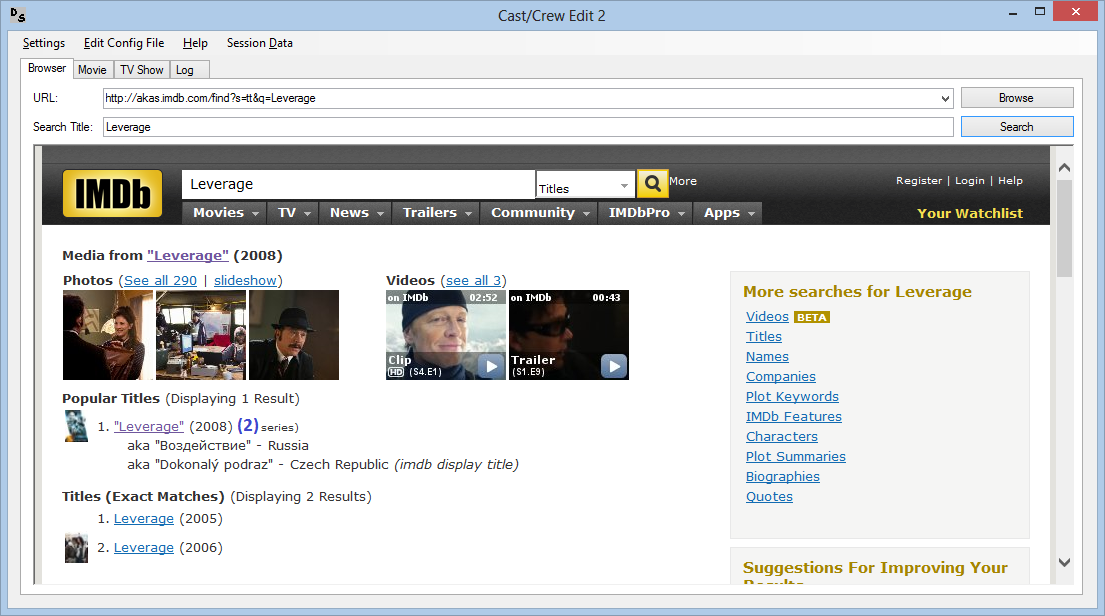 DS
Cast/Crew Edit 2
Settings Edit Config File Help Session Data
Browser Movie TV Show Log
URL: http://akas.imdb.com/find?s=tt&q=Leverage Browse
Search Title: Leverage Search
IMDb Leverage Titles More Register | Login | Help
Movies TV News Trailers Community IMDbPro Apps Your Watchlist
Media from "Leverage" (2008)
Photos (See all 290 | slideshow)
Videos (see all 3)
on IMDb 02:52
Clip
HD (S4.E1)
on IMDb 00:43
Trailer
(S1.E9)
Popular Titles (Displaying 1 Result)
1. "Leverage" (2008) (2) series)
aka "Воздействие" - Russia
aka "Dokonalý podraz" - Czech Republic (imdb display title)
Titles (Exact Matches) (Displaying 2 Results)
1. Leverage (2005)
2. Leverage (2006)
More searches for Leverage
Videos BETA
Titles
Names
Companies
Plot Keywords
IMDb Features
Characters
Plot Summaries
Biographies
Quotes
Suggestions For Improving Your
Results